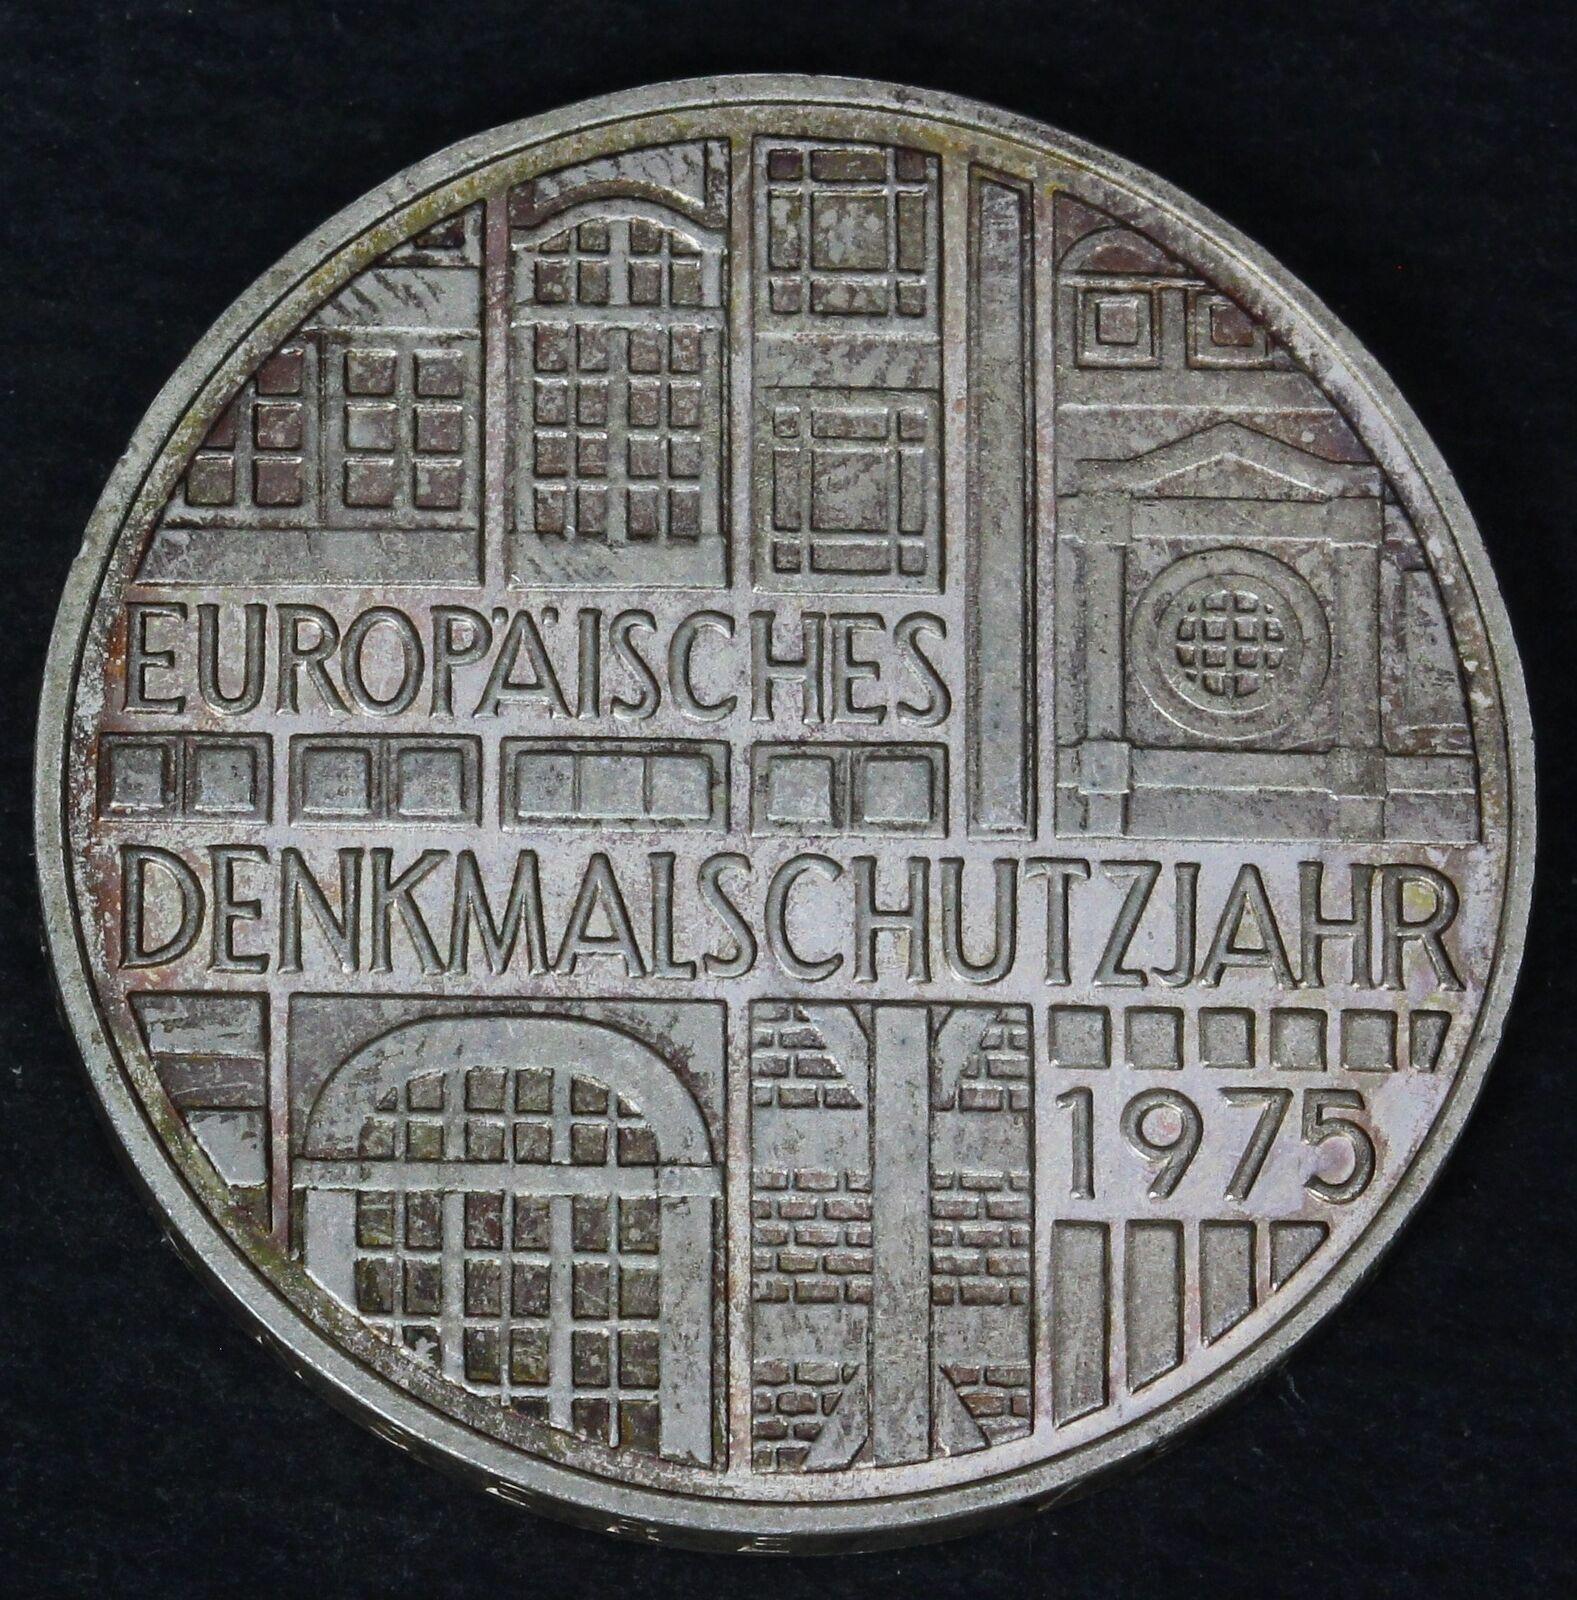 EUROPÄISCHES
DENKMALSCHUTZJAHR
1975